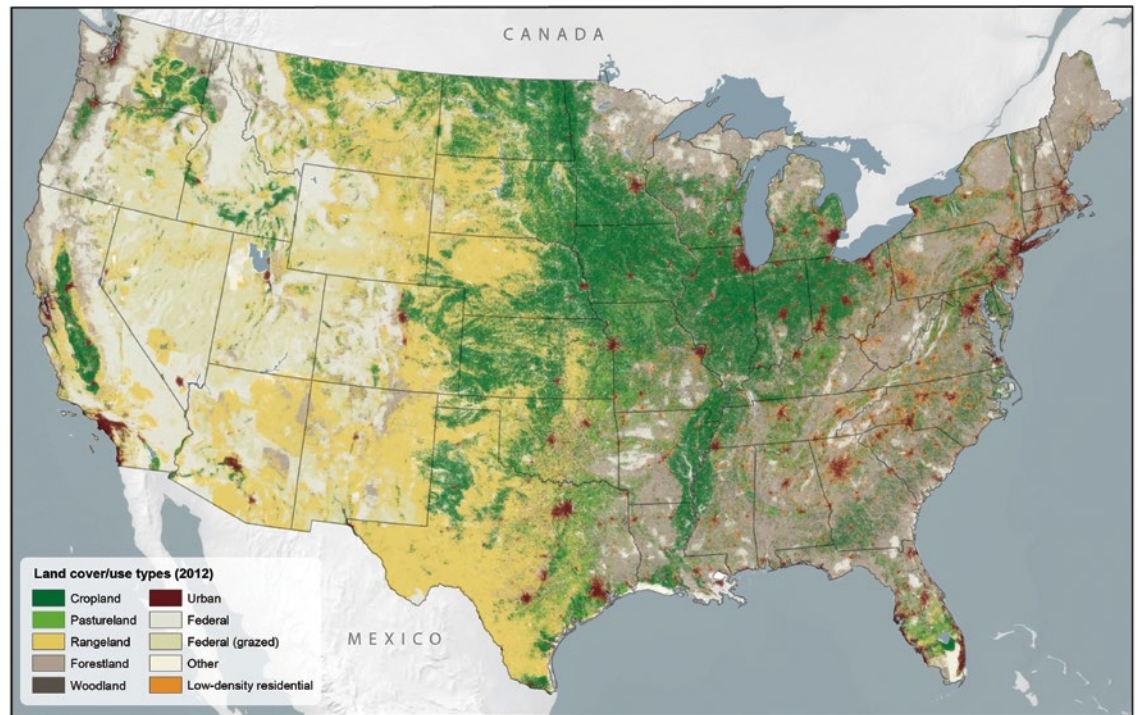 CANADA
MEXICO
Land cover/use types (2012)
Cropland
Pastureland
Rangeland
Forestland
Woodland
Urban
Federal
Federal (grazed)
Other
Low-density residential